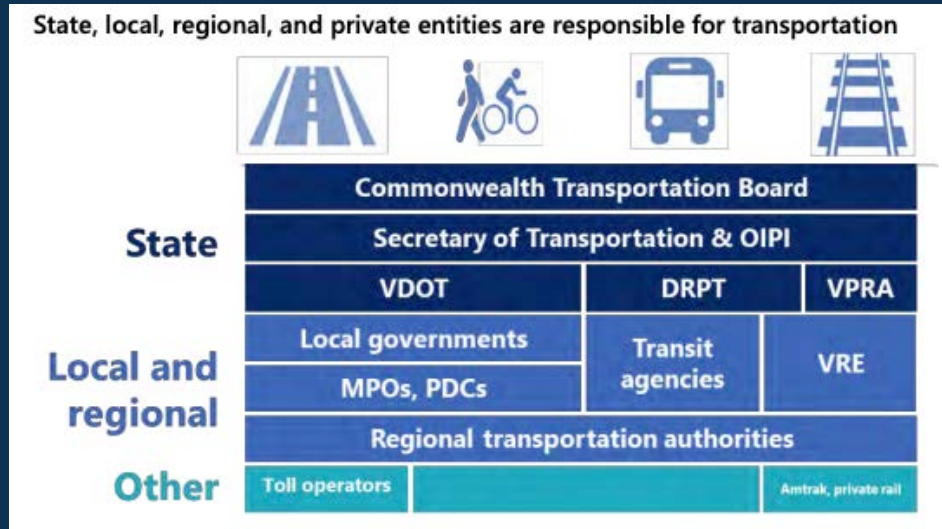 State, local, regional, and private entities are responsible for transportation
Commonwealth Transportation Board
State
Secretary of Transportation & OIPI
VDOT
DRPT
VPRA
Local and
regional
Local governments
MPOs, PDCs
Transit
agencies
VRE
Regional transportation authorities
Other
Toll operators
Amtrak, private rail